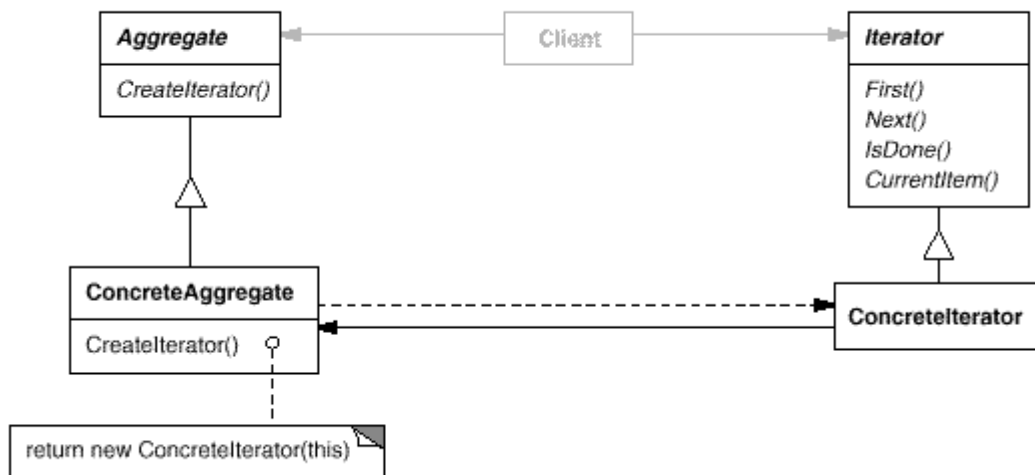 Aggregate
CreateIterator()
Client
Iterator
First()
Next()
IsDone()
CurrentItem()
ConcreteAggregate
CreateIterator()
ConcreteIterator
return new ConcreteIterator(this)